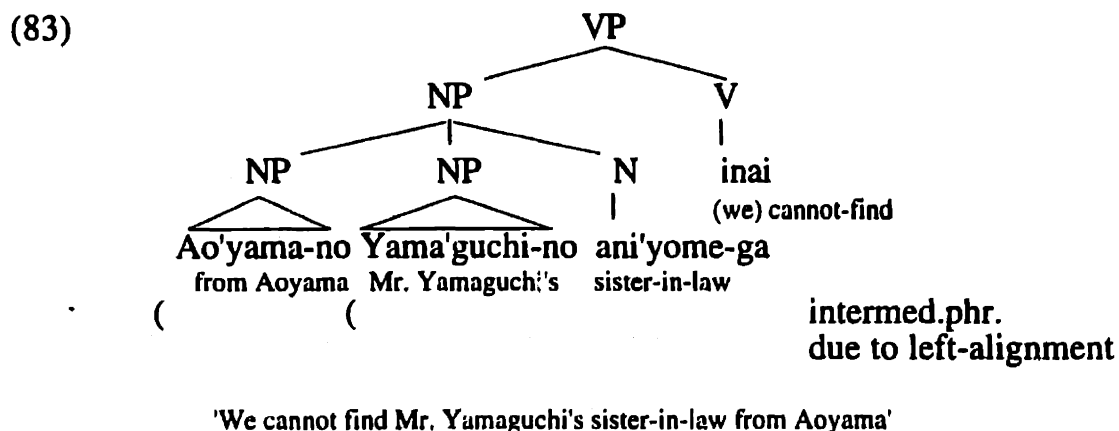 (83) VP
NP V
NP NP N inai
(we) cannot-find
Ao'yama-no Yama'guchi-no ani'yome-ga
from Aoyama Mr. Yamaguchi's sister-in-law
( ( intermed.phr.
due to left-alignment
'We cannot find Mr. Yamaguchi's sister-in-law from Aoyama'